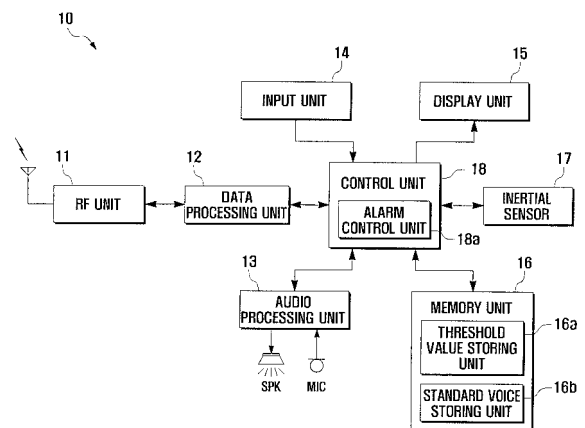 10
14
15
INPUT UNIT
DISPLAY UNIT
11
12
18
17
RF UNIT
DATA
PROCESSING UNIT
CONTROL UNIT
ALARM
CONTROL UNIT
18a
INERTIAL
SENSOR
13
AUDIO
PROCESSING UNIT
SPK
MIC
16
MEMORY UNIT
16a
THRESHOLD
VALUE STORING
UNIT
16b
STANDARD VOICE
STORING UNIT